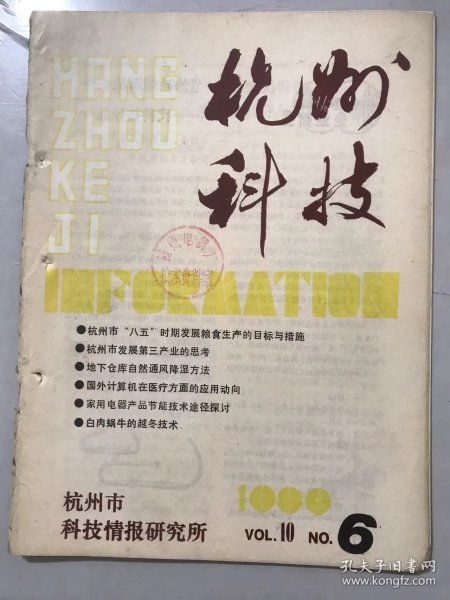 HANG
ZHOU
KE
JI
杭州
科技
INFORMATION
●杭州市“八五”时期发展粮食生产的目标与措施
●杭州市发展第三产业的思考
●地下仓库自然通风降湿方法
●国外计算机在医疗方面的应用动向
●家用电器产品节能技术途径探讨
●白肉蜗牛的越冬技术
杭州市
科技情报研究所
VOL.10 NO.6
孔夫子旧书网
www.kongfz.com